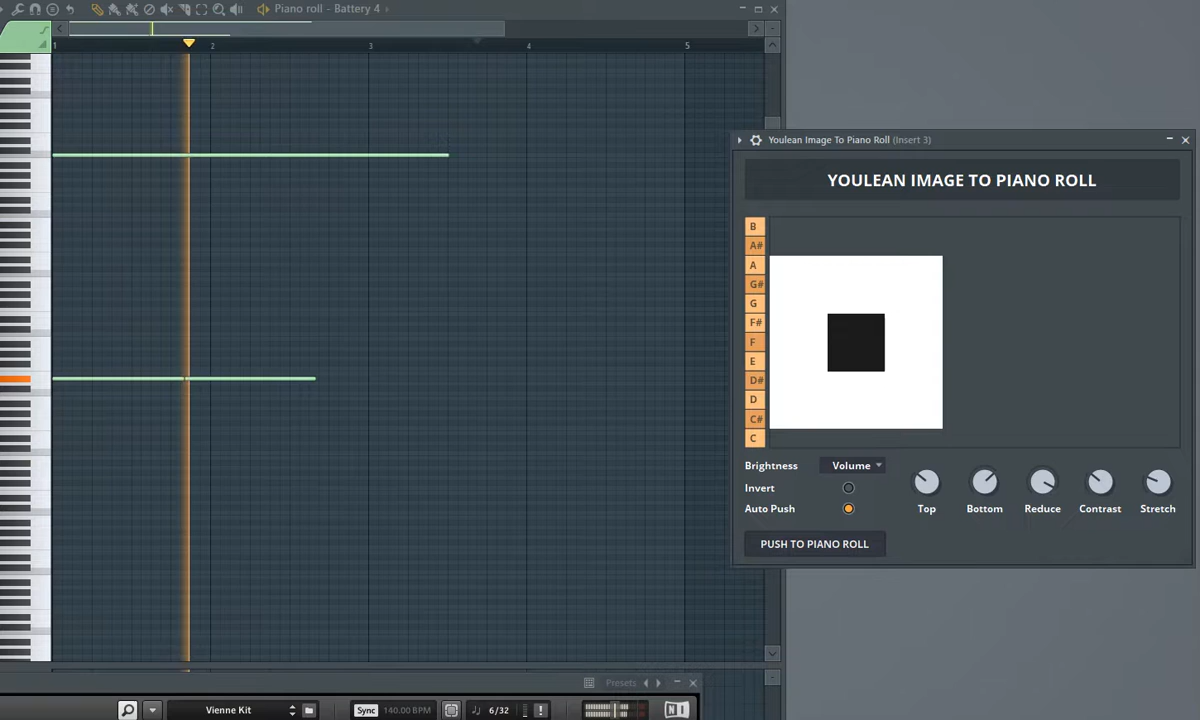 Piano roll - Battery 4
1 2 3 4 5
Youlean Image To Piano Roll (Insert 3)
YOULEAN IMAGE TO PIANO ROLL
B
A#
A
G#
G
F#
F
E
D#
D
C#
C
Brightness Volume
Invert
Auto Push
Top Bottom Reduce Contrast Stretch
PUSH TO PIANO ROLL
Presets
Vienne Kit Sync 140.00 BPM 6/32 ! NI